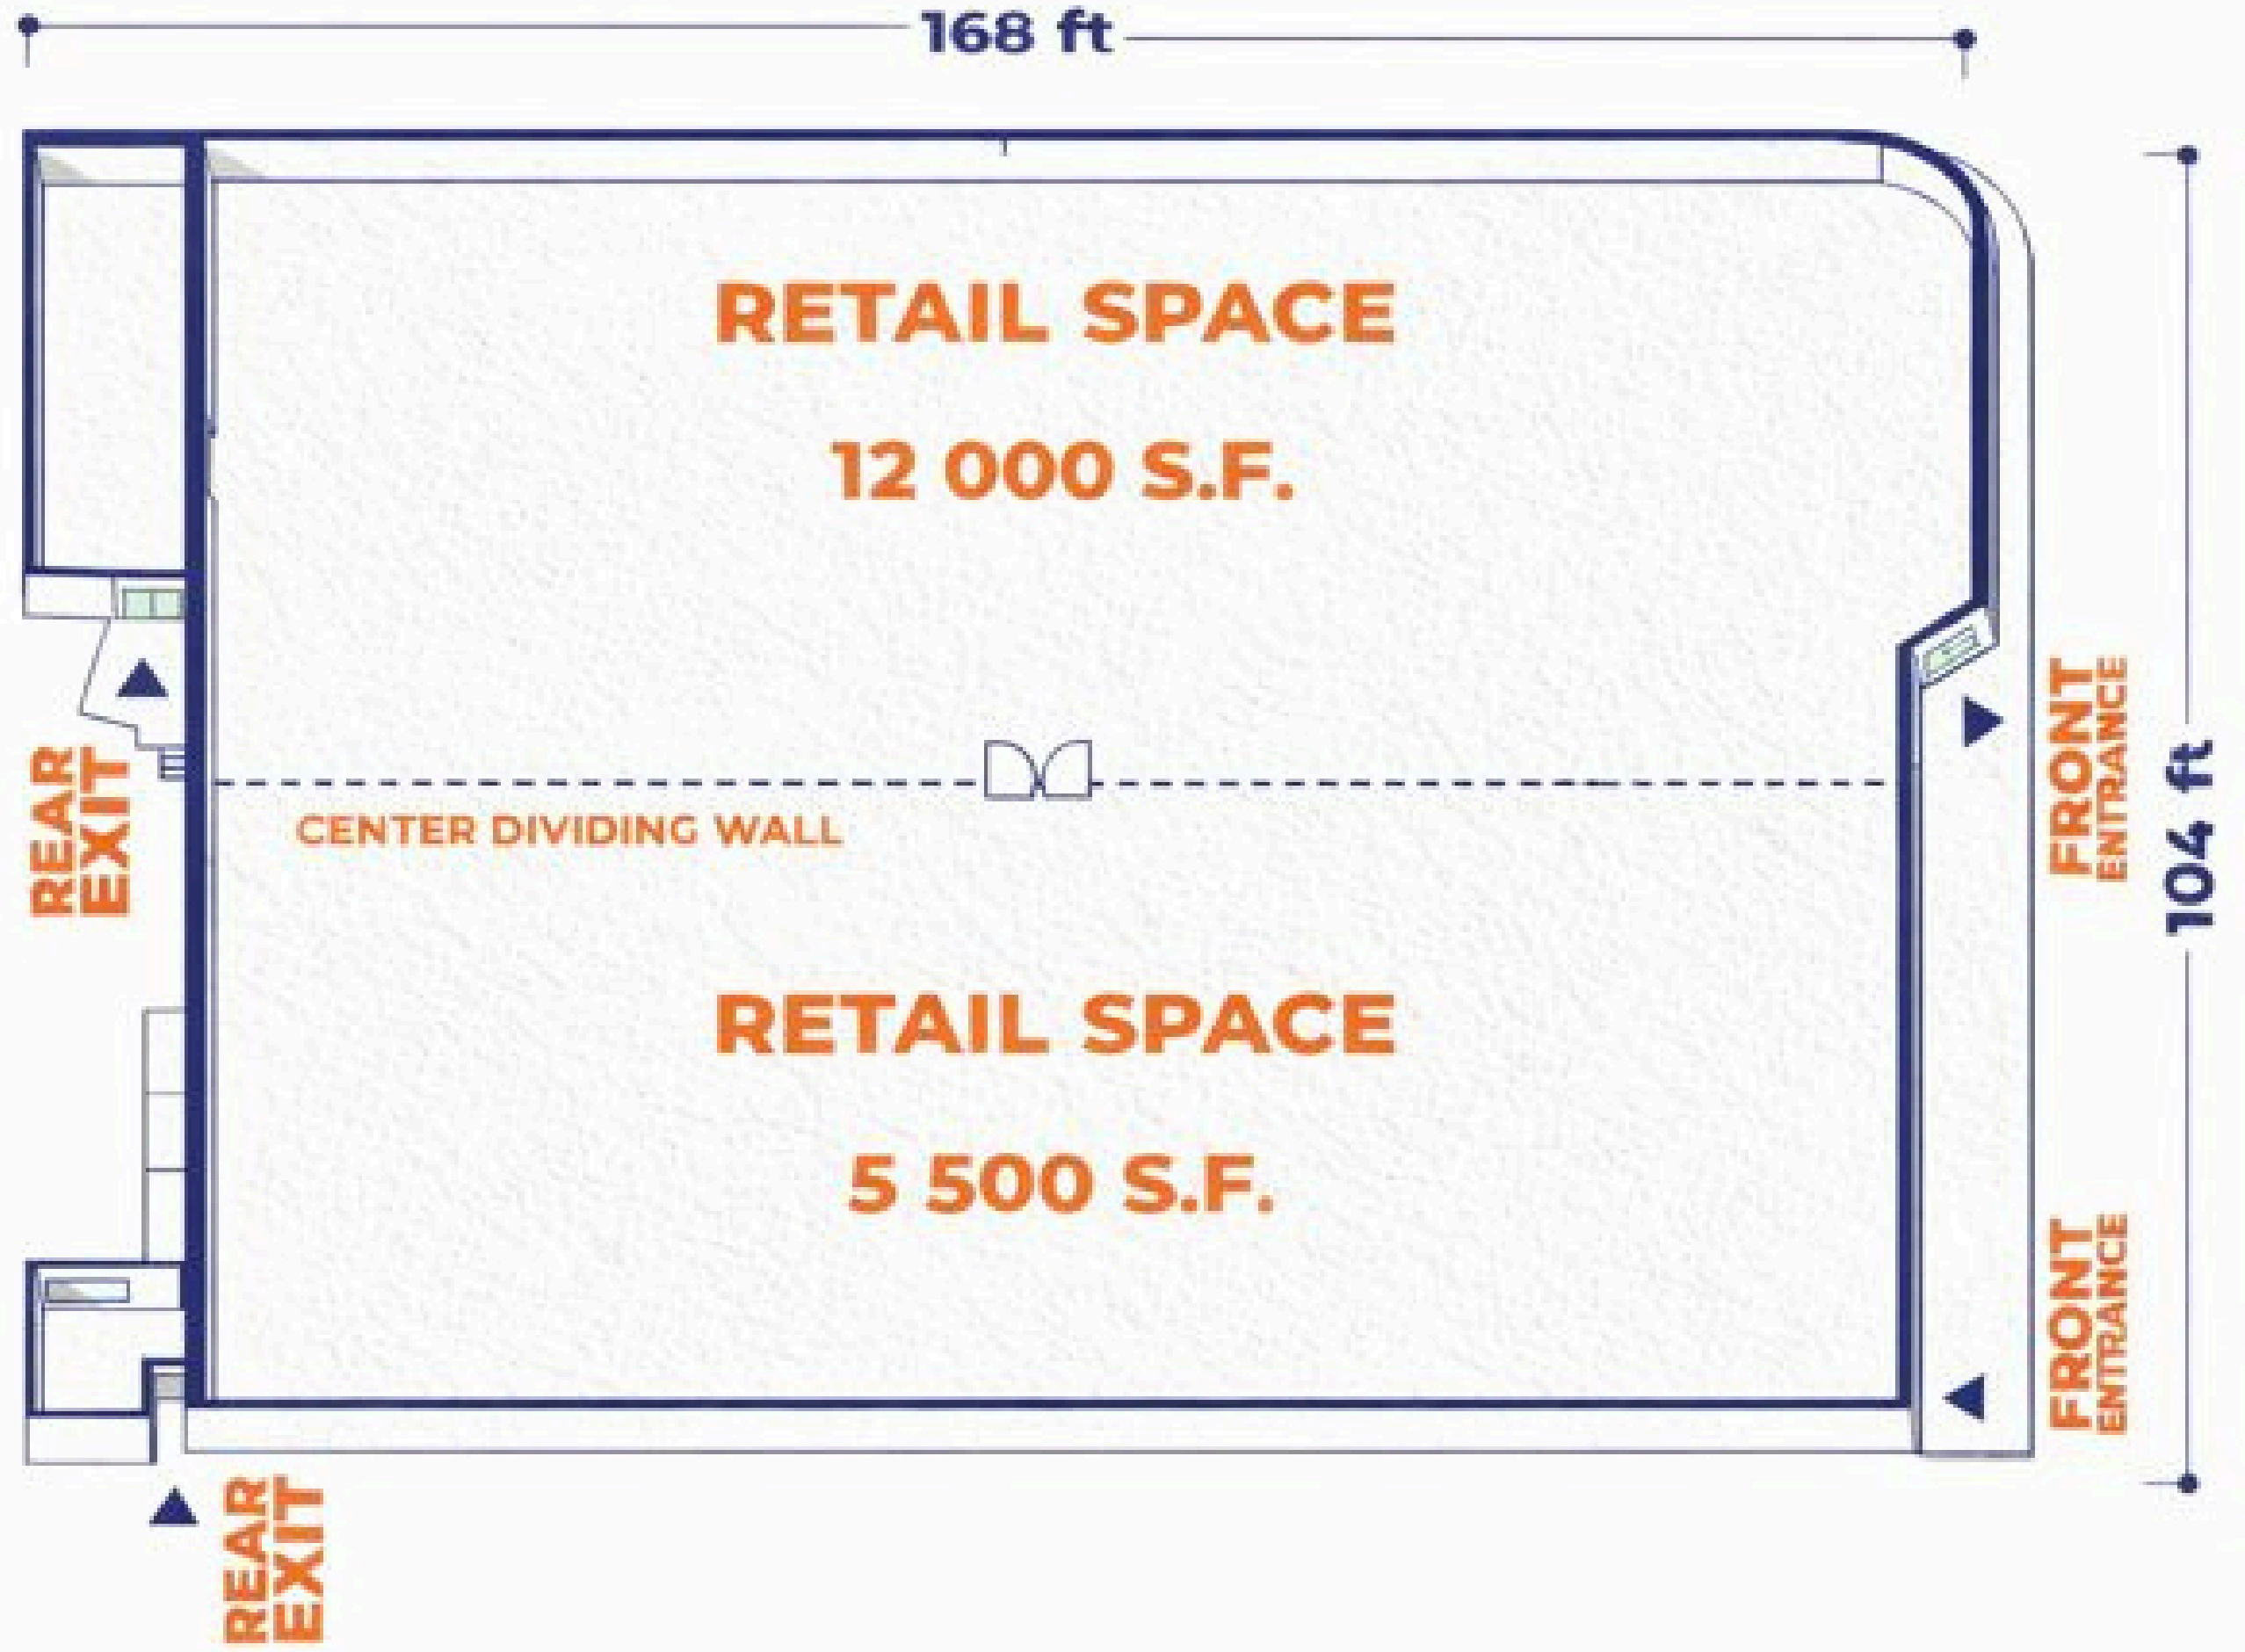 168 ft
RETAIL SPACE
12 000 S.F.
FRONT
ENTRANCE
104 ft
REAR
EXIT
CENTER DIVIDING WALL
RETAIL SPACE
5 500 S.F.
FRONT
ENTRANCE
REAR
EXIT